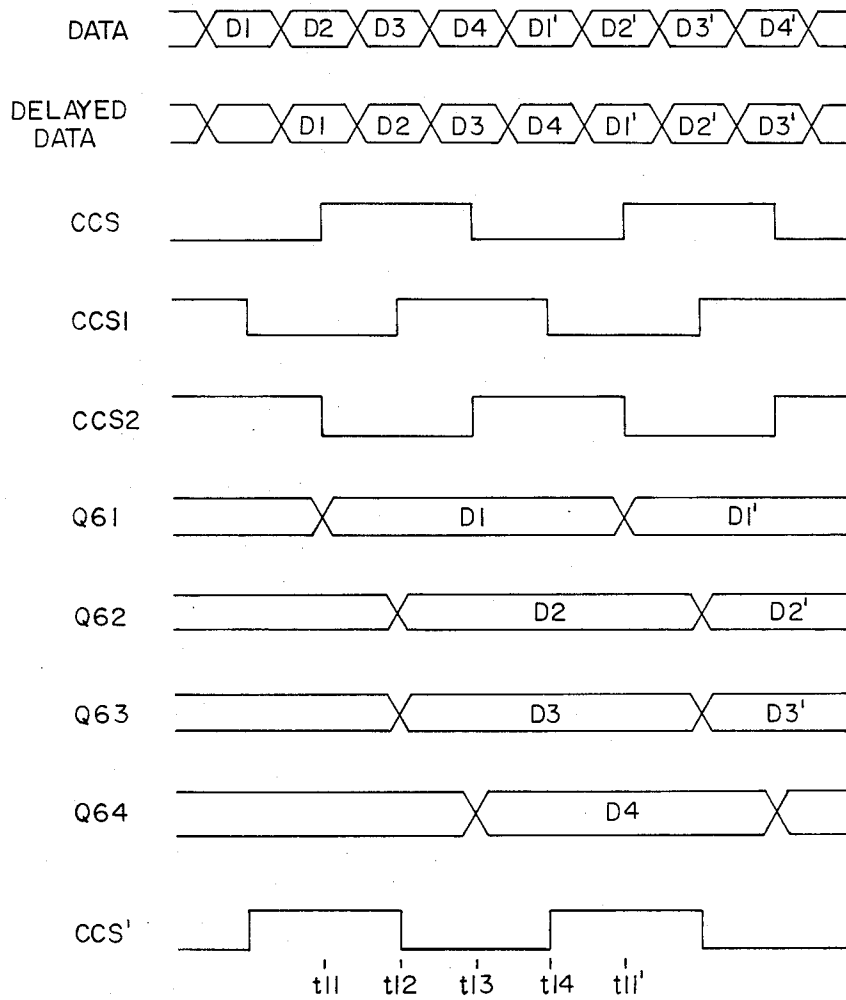 DATA D1 D2 D3 D4 D1' D2' D3' D4'
DELAYED
DATA D1 D2 D3 D4 D1' D2' D3'
CCS
CCS1
CCS2
Q61 D1 D1'
Q62 D2 D2'
Q63 D3 D3'
Q64 D4
CCS'
t11 t12 t13 t14 t11'